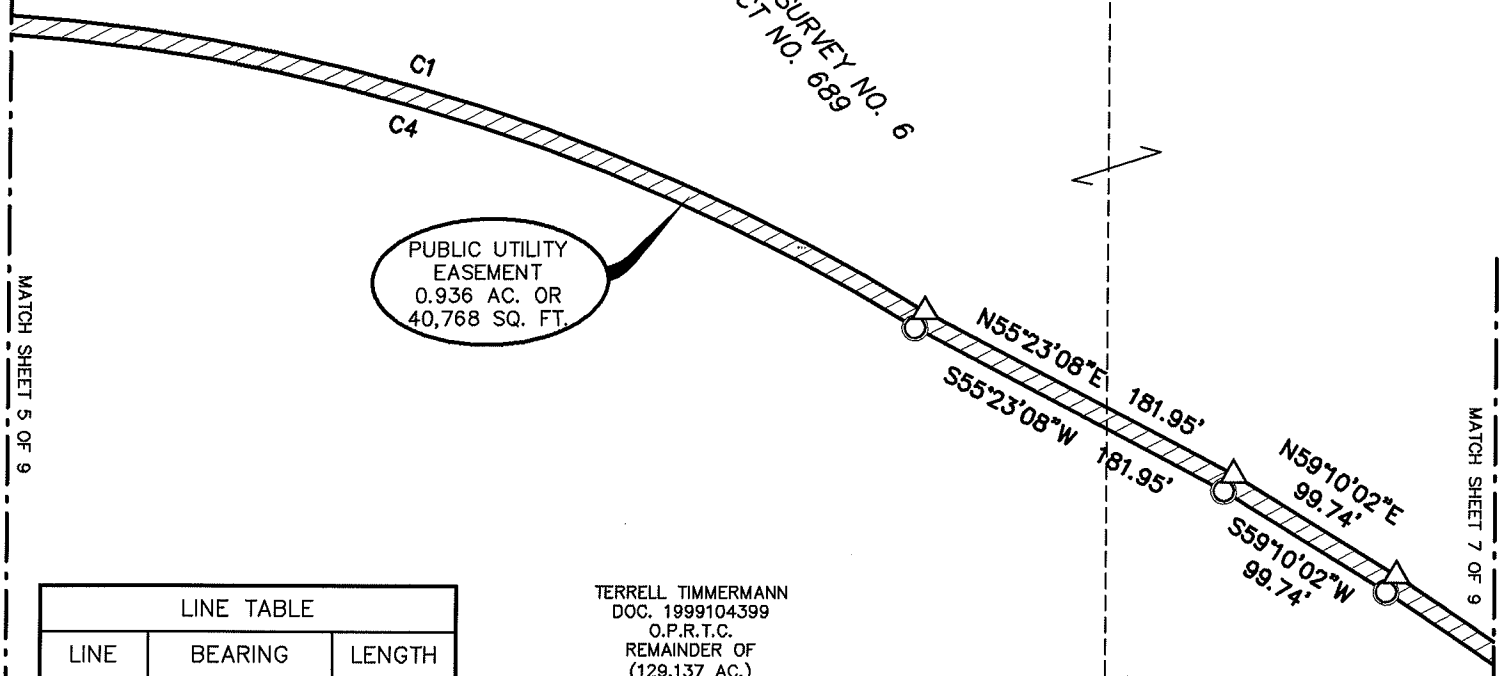 SURVEY NO. 6
CT NO. 689
C1
C4
PUBLIC UTILITY
EASEMENT
0.936 AC. OR
40,768 SQ. FT.
MATCH SHEET 5 OF 9
N55°23'08"E 181.95'
S55°23'08"W 181.95'
N59°10'02"E
99.74'
S59°10'02"W
99.74'
MATCH SHEET 7 OF 9
LINE TABLE
LINE BEARING LENGTH
TERRELL TIMMERMANN
DOC. 1999104399
O.P.R.T.C.
REMAINDER OF
(129.137 AC.)